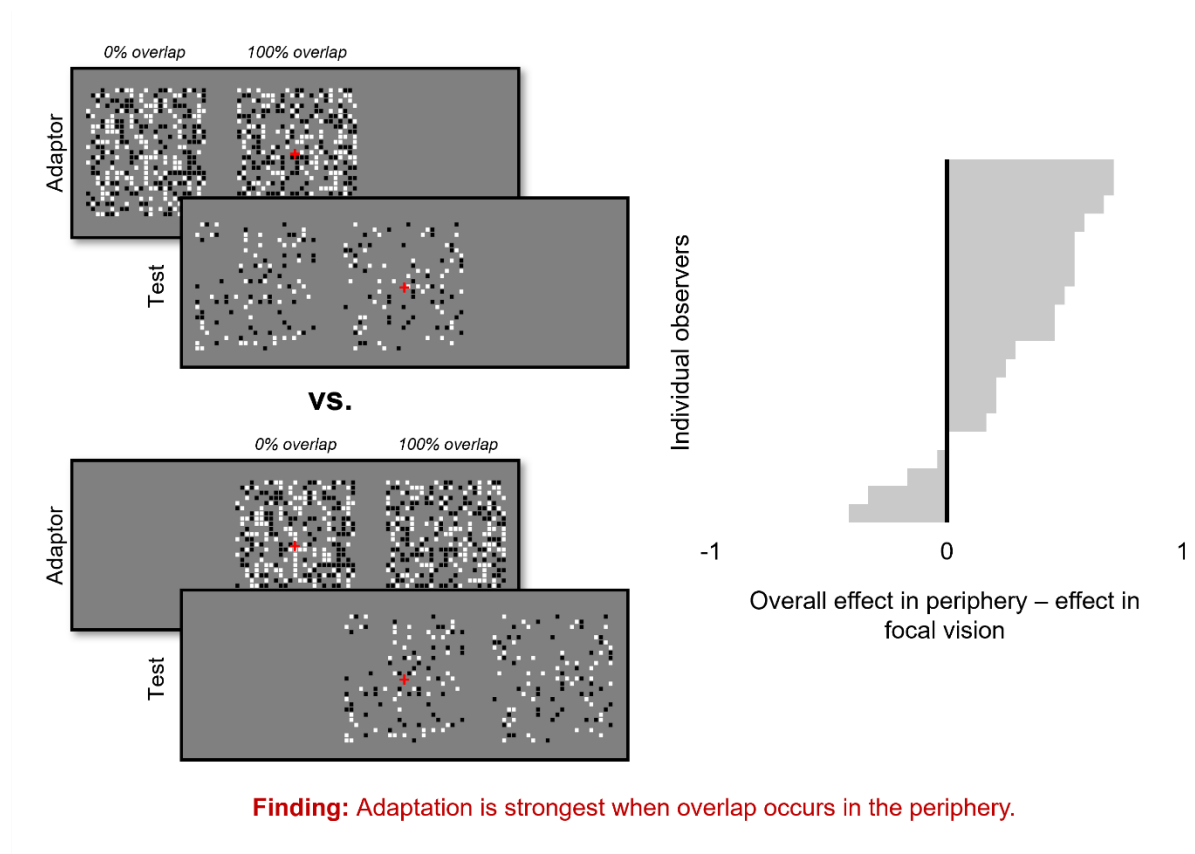 0% overlap 100% overlap
Adaptor
Test
vs.
0% overlap 100% overlap
Adaptor
Test
Individual observers
-1 0 1
Overall effect in periphery – effect in
focal vision
Finding: Adaptation is strongest when overlap occurs in the periphery.